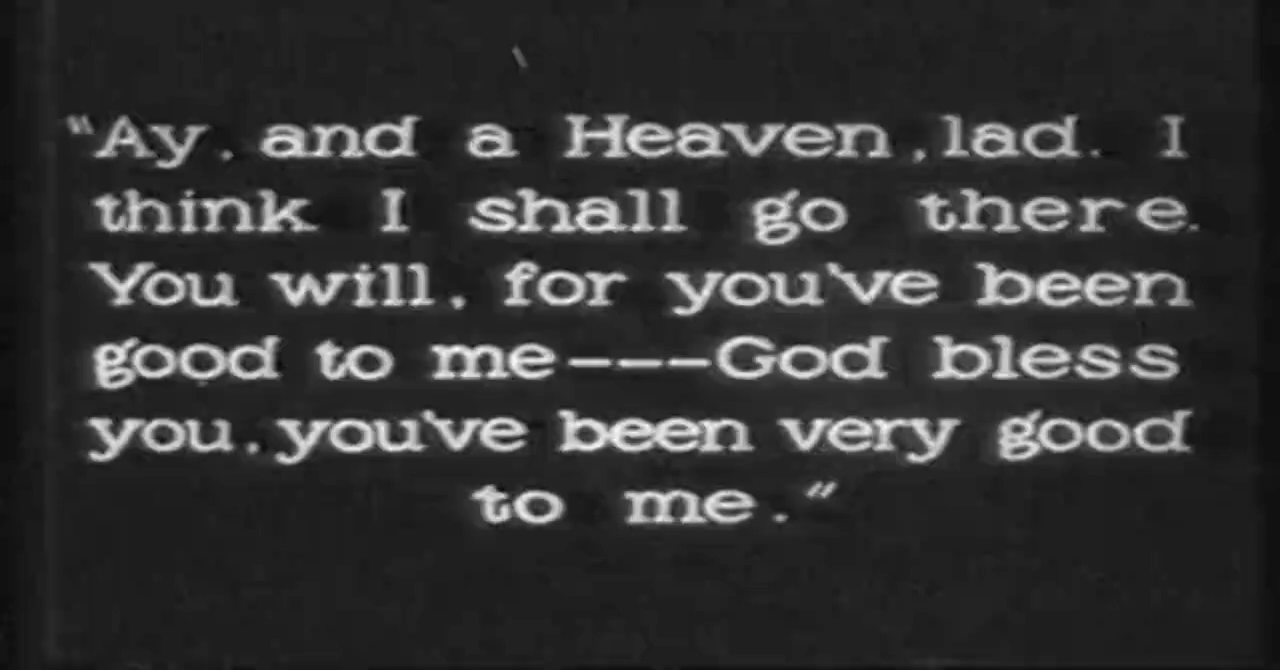 "Ay, and a Heaven, lad. I
think I shall go there.
You will, for you've been
good to me---God bless
you, you've been very good
to me."